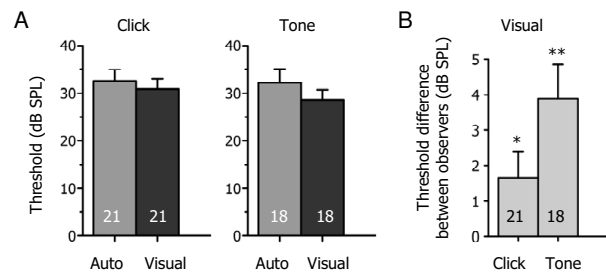 A
Click
Tone
Threshold (dB SPL)
40
30
20
10
0
21
21
Auto
Visual
40
30
20
10
0
18
18
Auto
Visual
B
Visual
Threshold difference
between observers (dB SPL)
5
4
3
2
1
0
*
**
21
18
Click
Tone